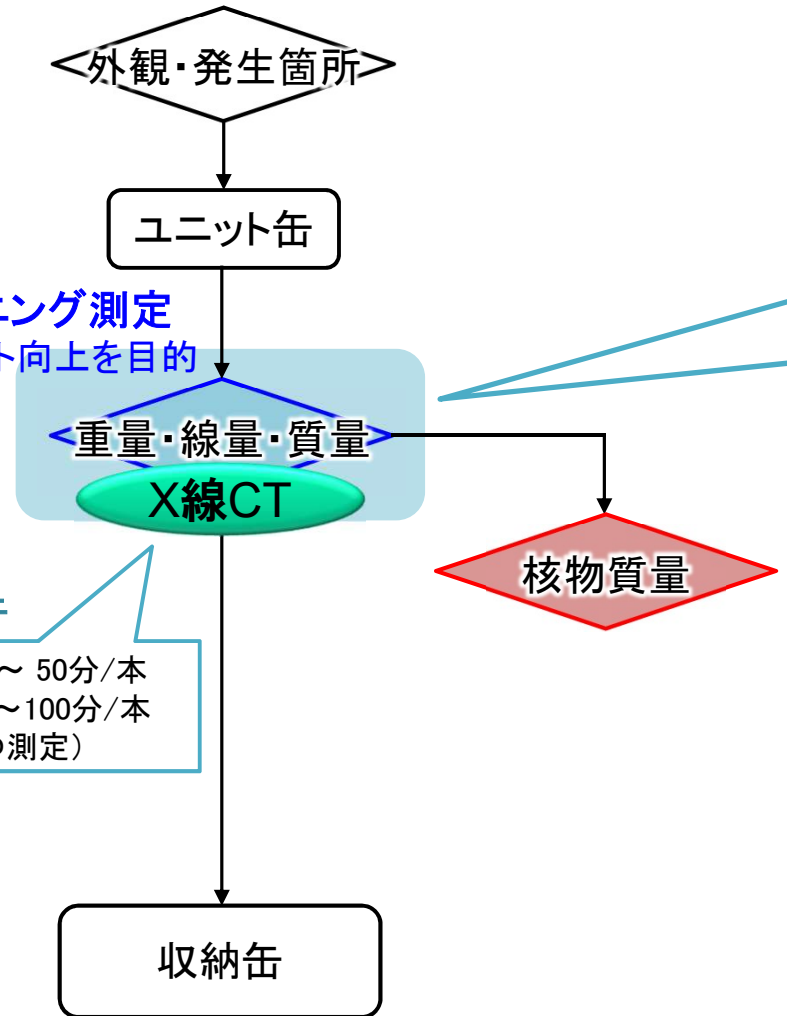 外観・発生箇所
ユニット缶
ニング測定
ト向上を目的
重量・線量・質量
X線CT
核物質量
～ 50分/本
～100分/本
測定）
収納缶